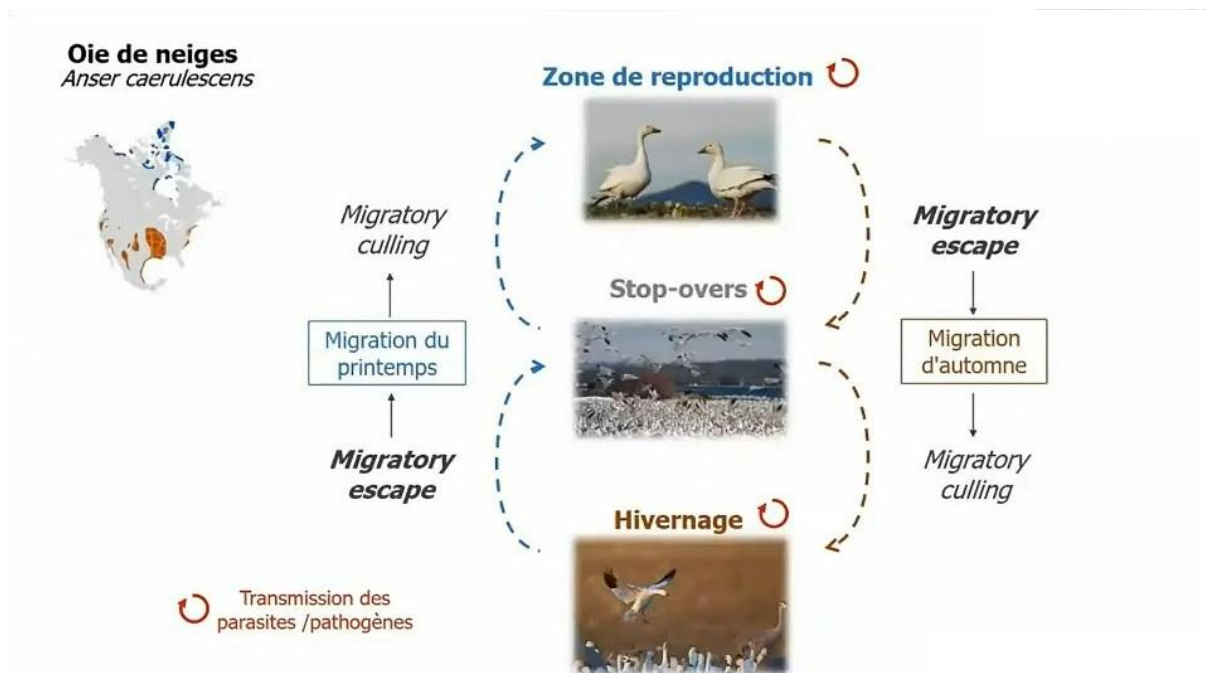 Oie de neiges
Anser caerulescens
Zone de reproduction
Migratory
culling
Migratory
escape
Stop-overs
Migration du
printemps
Migration
d'automne
Migratory
escape
Migratory
culling
Hivernage
Transmission des
parasites /pathogènes